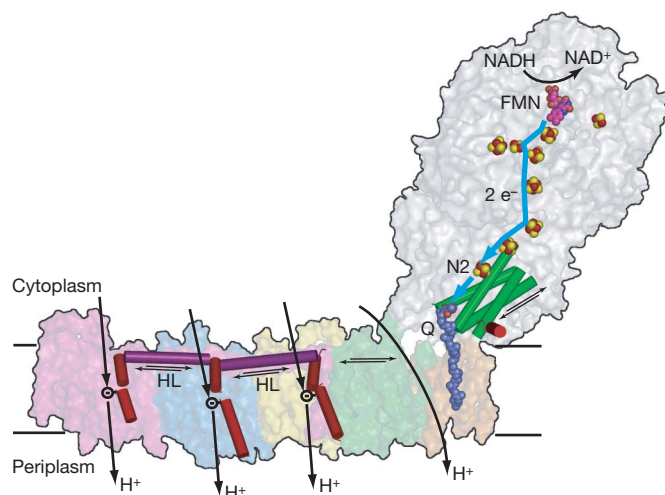 NADH NAD+
FMN
2 e−
N2
Cytoplasm
Q
HL HL
Periplasm
H+ H+ H+ H+